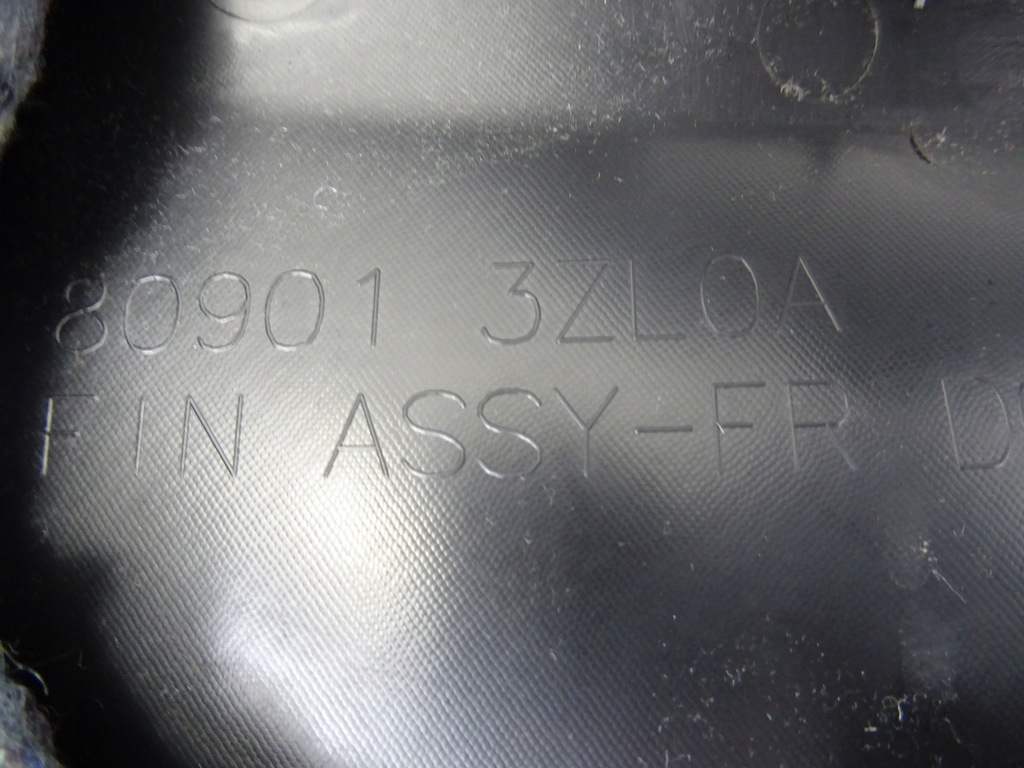 80901 3ZL0A
FIN ASSY-FR